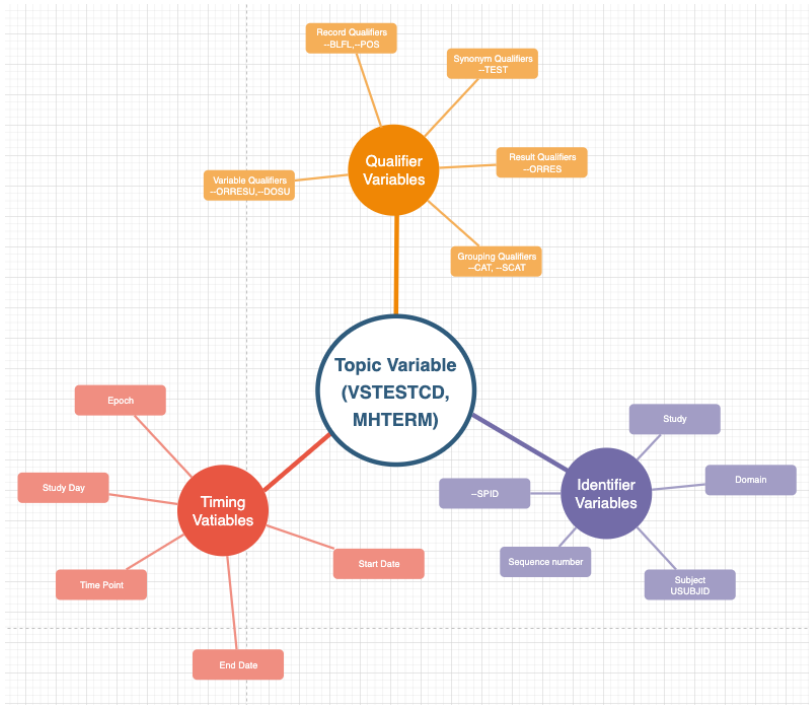 Record Qualifiers
--BLFL,--POS
Synonym Qualifiers
--TEST
Qualifier
Variables
Result Qualifiers
--ORRES
Variable Qualifiers
--ORRESU,--DOSU
Grouping Qualifiers
--CAT, --SCAT
Topic Variable
(VSTESTCD,
MHTERM)
Epoch
Study Day
Timing
Vatiables
Time Point
Start Date
End Date
Study
Domain
Identifier
Variables
--SPID
Sequence number
Subject
USUBJID